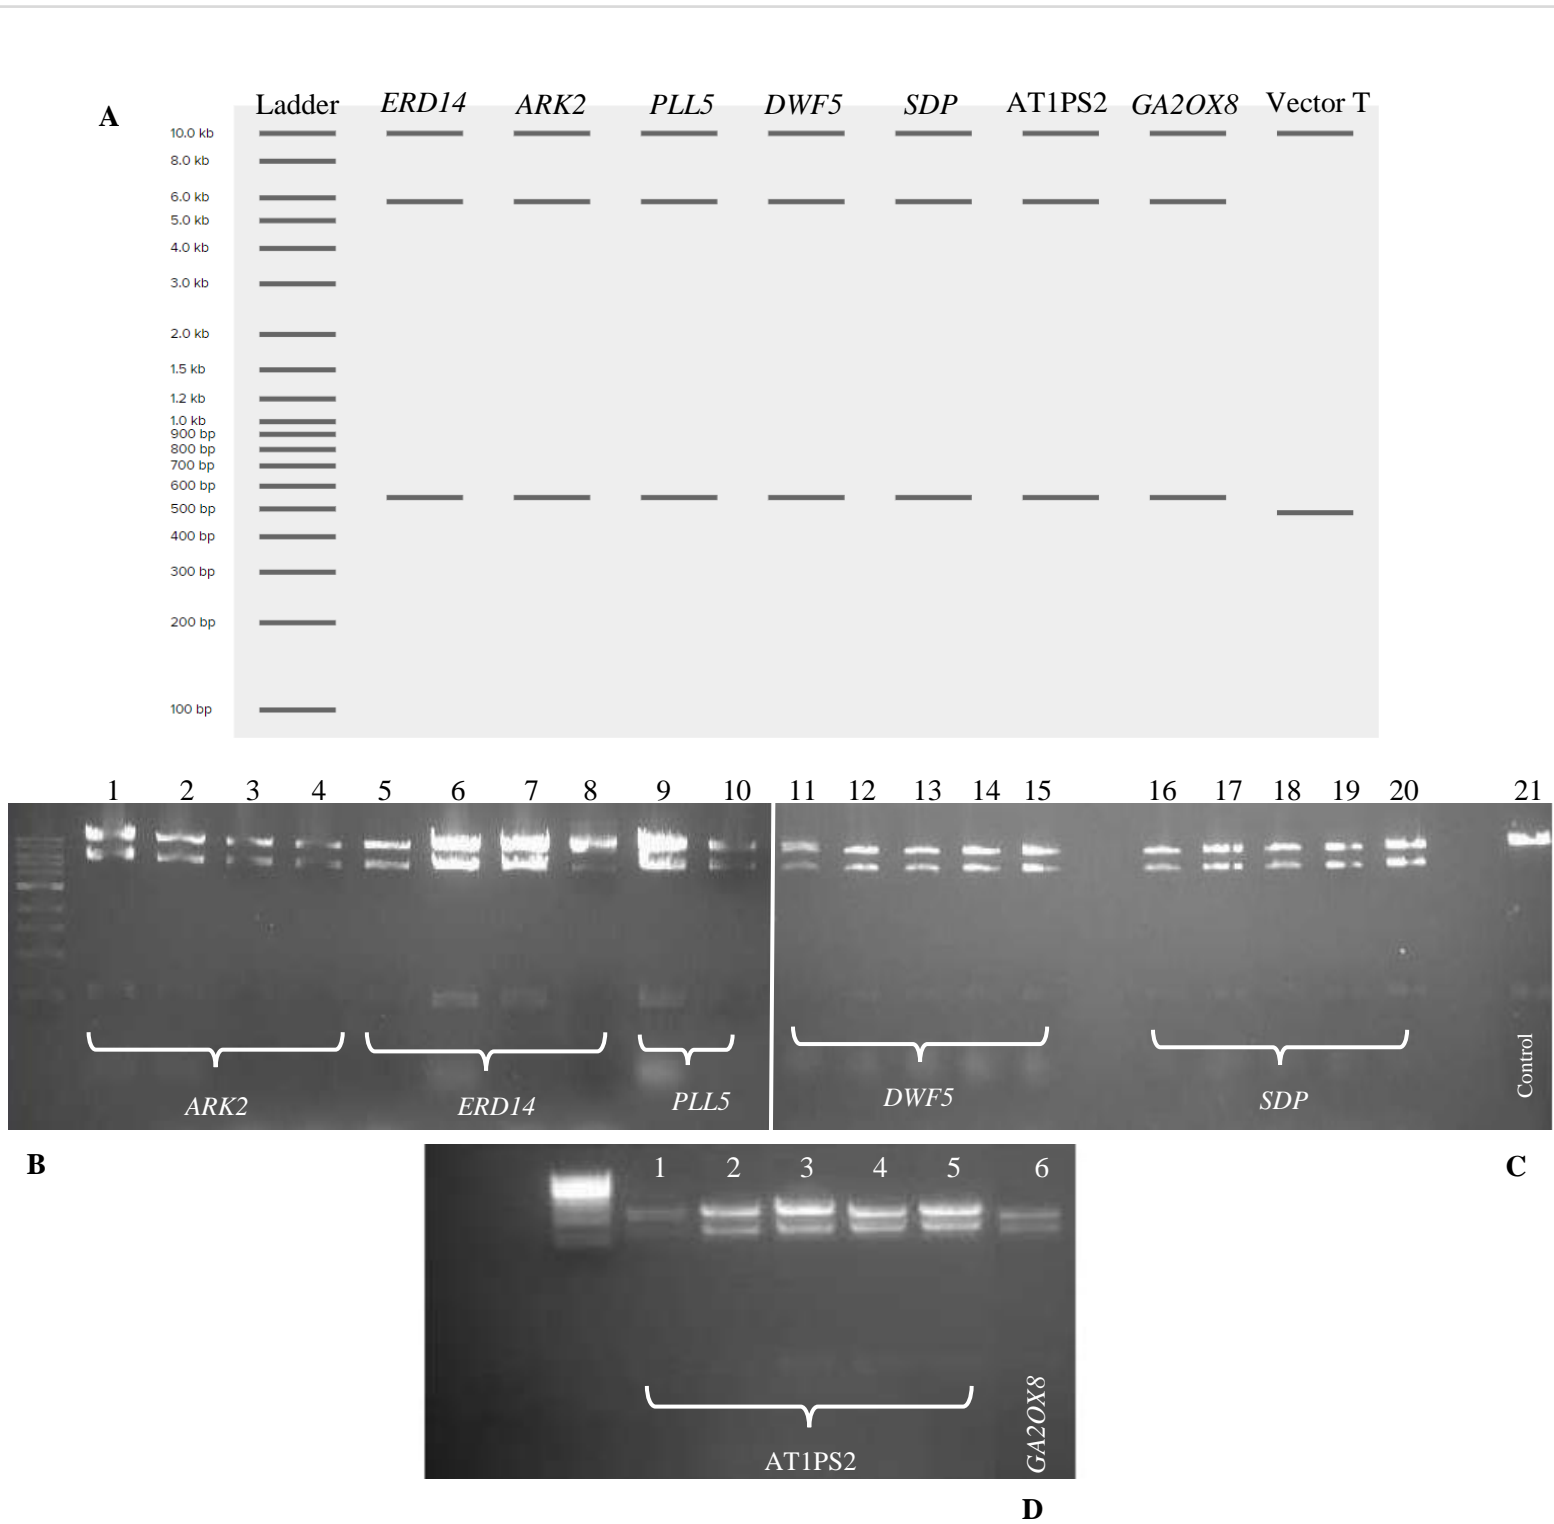 A
Ladder ERD14 ARK2 PLL5 DWF5 SDP AT1PS2 GA2OX8 Vector T
10.0 kb
8.0 kb
6.0 kb
5.0 kb
4.0 kb
3.0 kb
2.0 kb
1.5 kb
1.2 kb
1.0 kb
900 bp
800 bp
700 bp
600 bp
500 bp
400 bp
300 bp
200 bp
100 bp
1 2 3 4 5 6 7 8 9 10 11 12 13 14 15 16 17 18 19 20 21
ARK2 ERD14 PLL5 DWF5 SDP Control
B C
1 2 3 4 5 6
AT1PS2 GA2OX8
D